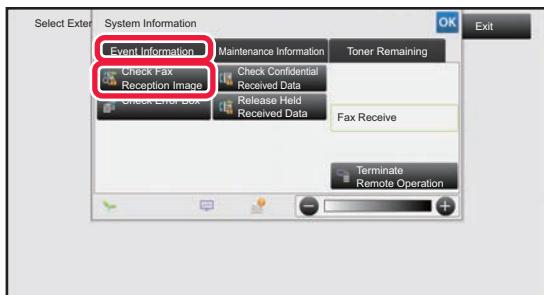 Select Exter
System Information
OK
Exit
Event Information
Maintenance Information
Toner Remaining
Check Fax
Reception Image
Check Confidential
Received Data
Check Error Box
Release Held
Received Data
Fax Receive
Terminate
Remote Operation